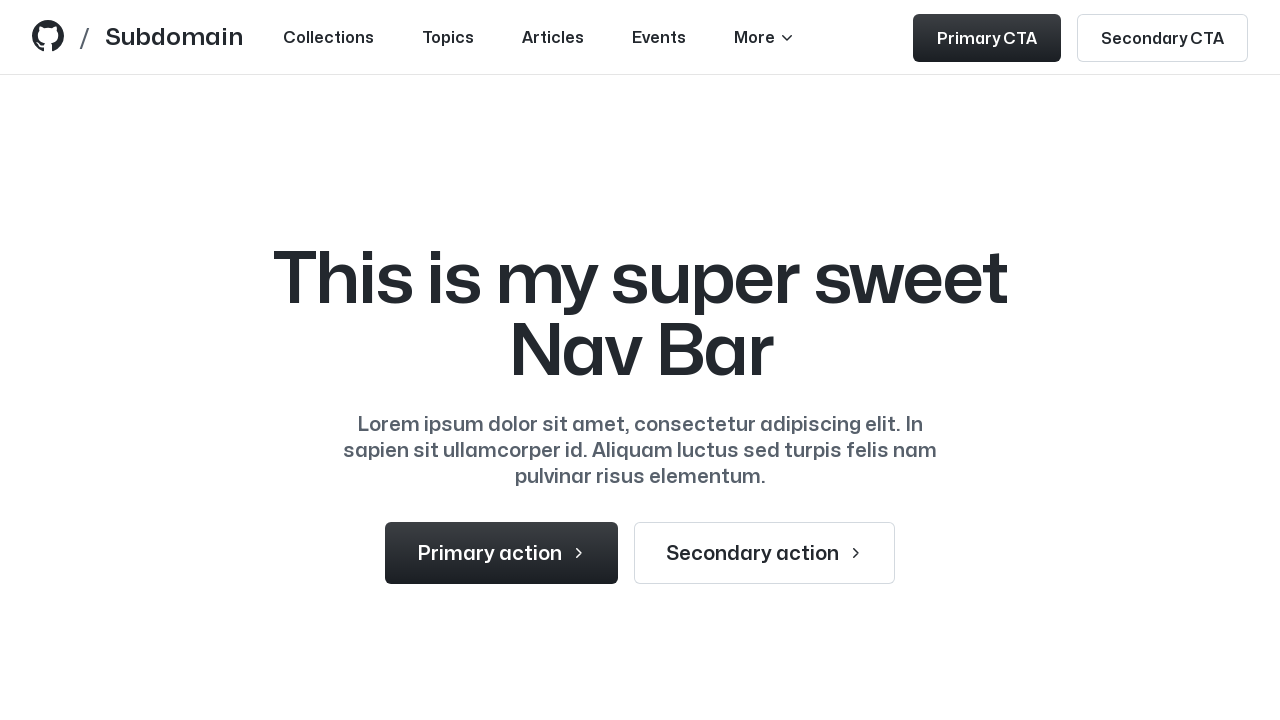 / Subdomain Collections Topics Articles Events More Primary CTA Secondary CTA
This is my super sweet
Nav Bar
Lorem ipsum dolor sit amet, consectetur adipiscing elit. In
sapien sit ullamcorper id. Aliquam luctus sed turpis felis nam
pulvinar risus elementum.
Primary action Secondary action